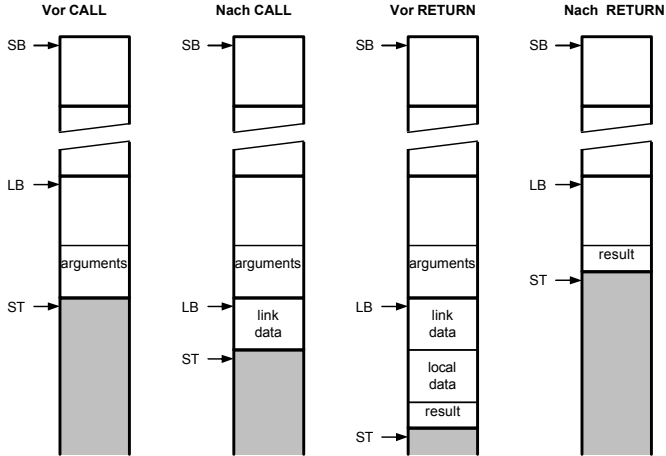 Vor CALL
Nach CALL
Vor RETURN
Nach RETURN
SB
SB
SB
SB
LB
LB
arguments
arguments
arguments
result
ST
ST
LB
link
data
LB
link
data
ST
local
data
result
ST